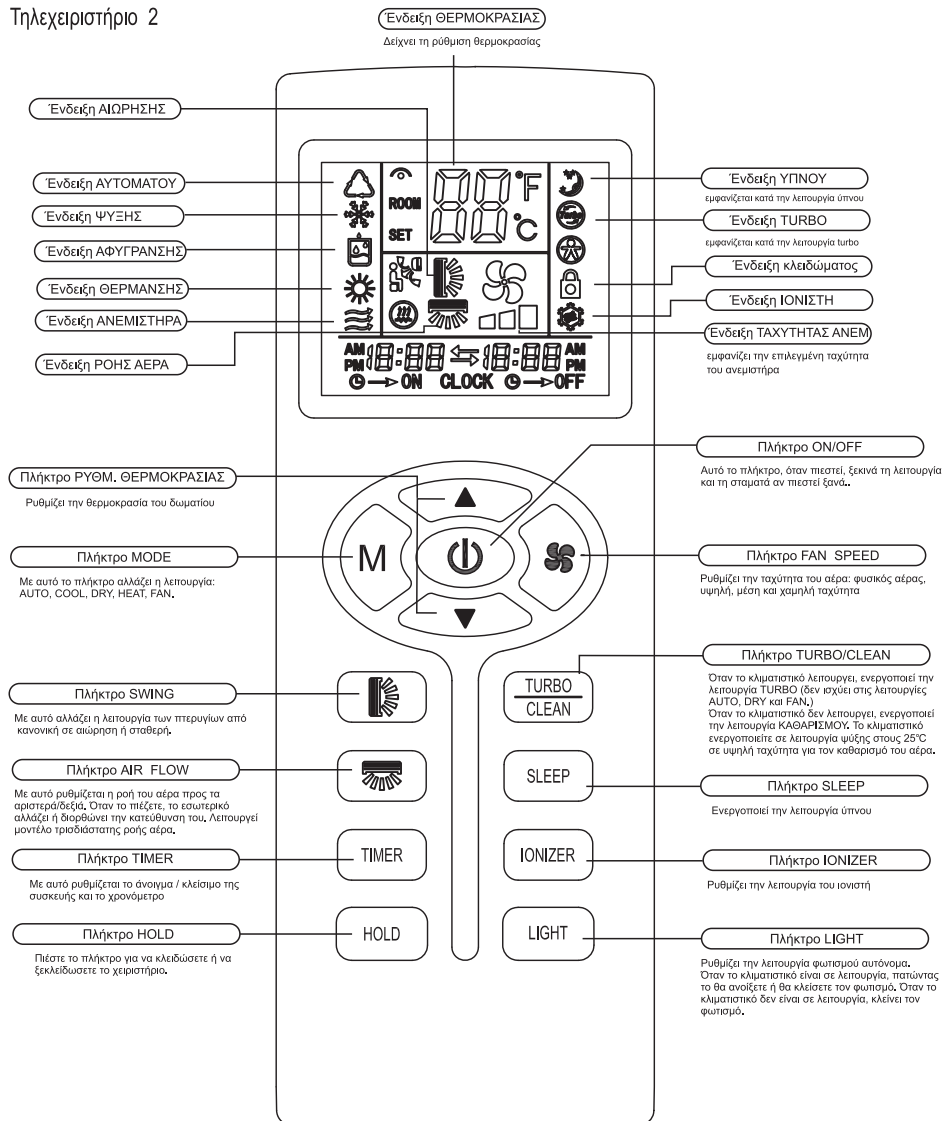 Τηλεχειριστήριο 2
Ένδειξη ΘΕΡΜΟΚΡΑΣΙΑΣ
Δείχνει τη ρύθμιση θερμοκρασίας
Ένδειξη ΑΙΩΡΗΣΗΣ
Ένδειξη ΑΥΤΟΜΑΤΟΥ
Ένδειξη ΨΥΞΗΣ
Ένδειξη ΑΦΥΓΡΑΝΣΗΣ
Ένδειξη ΘΕΡΜΑΝΣΗΣ
Ένδειξη ΑΝΕΜΙΣΤΗΡΑ
Ένδειξη ΡΟΗΣ ΑΕΡΑ
ROOM
SET
88
°F
°C
Turbo
AM
PM
18:88
18:88
AM
PM
ON CLOCK OFF
Ένδειξη ΥΠΝΟΥ
εμφανίζεται κατά την λειτουργία ύπνου
Ένδειξη TURBO
εμφανίζεται κατά την λειτουργία turbo
Ένδειξη κλειδώματος
Ένδειξη ΙΟΝΙΣΤΗ
Ένδειξη ΤΑΧΥΤΗΤΑΣ ΑΝΕΜ
εμφανίζει την επιλεγμένη ταχύτητα
του ανεμιστήρα
Πλήκτρο ΡΥΘΜ. ΘΕΡΜΟΚΡΑΣΙΑΣ
Ρυθμίζει την θερμοκρασία του δωματίου
Πλήκτρο MODE
Με αυτό το πλήκτρο αλλάζει η λειτουργία:
AUTO, COOL, DRY, HEAT, FAN.
Πλήκτρο SWING
Με αυτό αλλάζει η λειτουργία των πτερυγίων από
κανονική σε αιώρηση ή σταθερή.
Πλήκτρο AIR FLOW
Με αυτό ρυθμίζεται η ροή του αέρα προς τα
αριστερά/δεξιά. Όταν το πιέζετε, το εσωτερικό
αλλάζει ή διορθώνει την κατεύθυνση του. Λειτουργεί
μοντέλο τρισδιάστατης ροής αέρα.
Πλήκτρο TIMER
Με αυτό ρυθμίζεται το άνοιγμα / κλείσιμο της
συσκευής και το χρονόμετρο
Πλήκτρο HOLD
Πιέστε το πλήκτρο για να κλειδώσετε ή να
ξεκλείδωσετε το χειριστήριο.
M
TURBO
CLEAN
SLEEP
TIMER
IONIZER
HOLD
LIGHT
Πλήκτρο ON/OFF
Αυτό το πλήκτρο, όταν πιεστεί, ξεκινά τη λειτουργία
και τη σταματά αν πιεστεί ξανά..
Πλήκτρο FAN SPEED
Ρυθμίζει την ταχύτητα του αέρα: φυσικός αέρας,
υψηλή, μέση και χαμηλή ταχύτητα
Πλήκτρο TURBO/CLEAN
Όταν το κλιματιστικό λειτουργει, ενεργοποιεί την
λειτουργία TURBO (δεν ισχύει στις λειτουργίες
AUTO, DRY και FAN.)
Όταν το κλιματιστικό δεν λειτουργει, ενεργοποιεί
την λειτουργία ΚΑΘΑΡΙΣΜΟΥ. Το κλιματιστικό
ενεργοποιείτε σε λειτουργία ψύξης στους 25°C
σε υψηλή ταχύτητα για τον καθαρισμό του αέρα.
Πλήκτρο SLEEP
Ενεργοποιεί την λειτουργία ύπνου
Πλήκτρο IONIZER
Ρυθμίζει την λειτουργία του ιονιστή
Πλήκτρο LIGHT
Ρυθμίζει την λειτουργία φωτισμού αυτόνομα.
Όταν το κλιματιστικό είναι σε λειτουργία, πατώντας
το θα ανοίξετε ή θα κλείσετε τον φωτισμό. Όταν το
κλιματιστικό δεν είναι σε λειτουργία, κλείνει τον
φωτισμό.